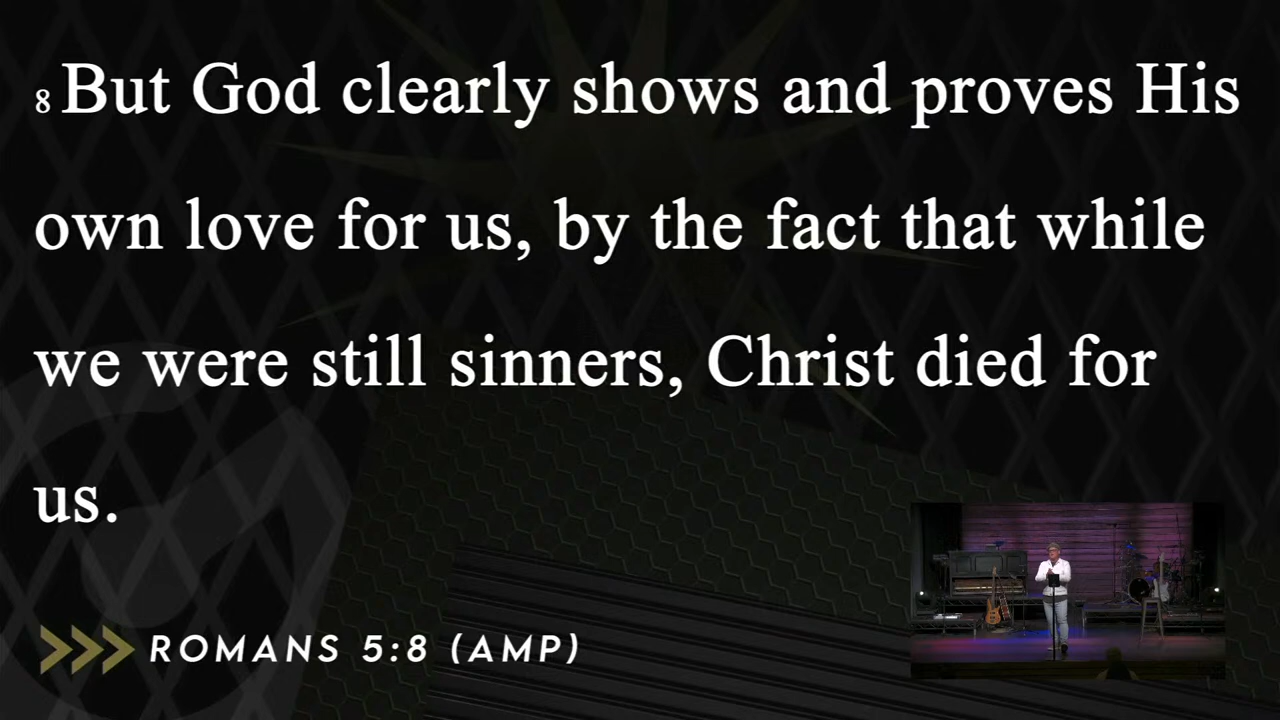 8 But God clearly shows and proves His
own love for us, by the fact that while
we were still sinners, Christ died for
us.
ROMANS 5:8 (AMP)